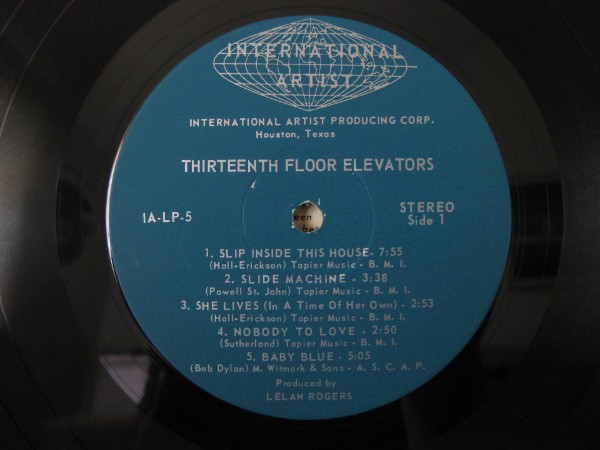 INTERNATIONAL
ARTIST
INTERNATIONAL ARTIST PRODUCING CORP.
Houston, Texas
THIRTEENTH FLOOR ELEVATORS
IA-LP-5
STEREO
Side 1
een
her
1. SLIP INSIDE THIS HOUSE- 7:55
(Hall-Erickson) Tapier Music - B. M. I.
2. SLIDE MACHINE - 3:38
(Powell St. John) Tapier Music - B. M. I.
3. SHE LIVES (In A Time Of Her Own) - 2:53
(Hall-Erickson) Tapier Music - B. M. I.
4. NOBODY TO LOVE - 2:50
(Sutherland) Tapier Music - B. M. I.
5. BABY BLUE - 5:05
(Bob Dylan) M. Witmark & Sons - A. S. C. A. P.
Produced by
LELAN ROGERS